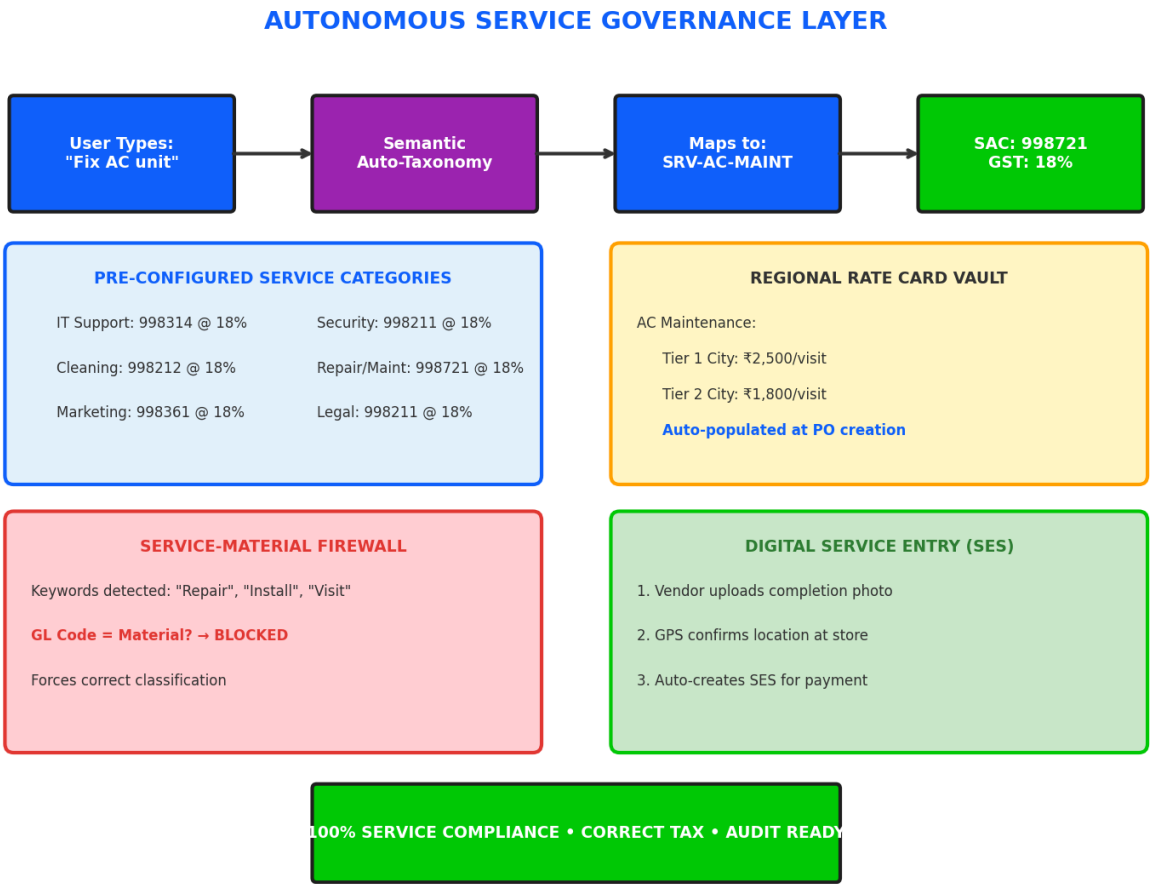 AUTONOMOUS SERVICE GOVERNANCE LAYER
User Types:
"Fix AC unit"
Semantic
Auto-Taxonomy
Maps to:
SRV-AC-MAINT
SAC: 998721
GST: 18%
PRE-CONFIGURED SERVICE CATEGORIES
IT Support: 998314 @ 18%
Security: 998211 @ 18%
Cleaning: 998212 @ 18%
Repair/Maint: 998721 @ 18%
Marketing: 998361 @ 18%
Legal: 998211 @ 18%
REGIONAL RATE CARD VAULT
AC Maintenance:
Tier 1 City: ₹2,500/visit
Tier 2 City: ₹1,800/visit
Auto-populated at PO creation
SERVICE-MATERIAL FIREWALL
Keywords detected: "Repair", "Install", "Visit"
GL Code = Material? → BLOCKED
Forces correct classification
DIGITAL SERVICE ENTRY (SES)
1. Vendor uploads completion photo
2. GPS confirms location at store
3. Auto-creates SES for payment
100% SERVICE COMPLIANCE • CORRECT TAX • AUDIT READY